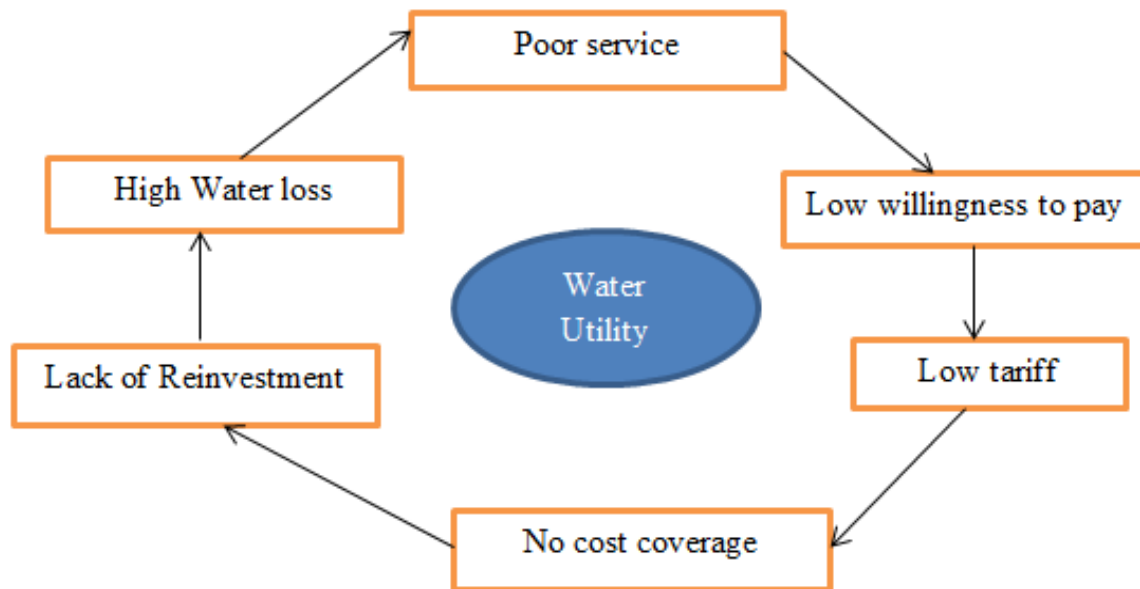 Poor service
High Water loss
Low willingness to pay
Water
Utility
Lack of Reinvestment
Low tariff
No cost coverage